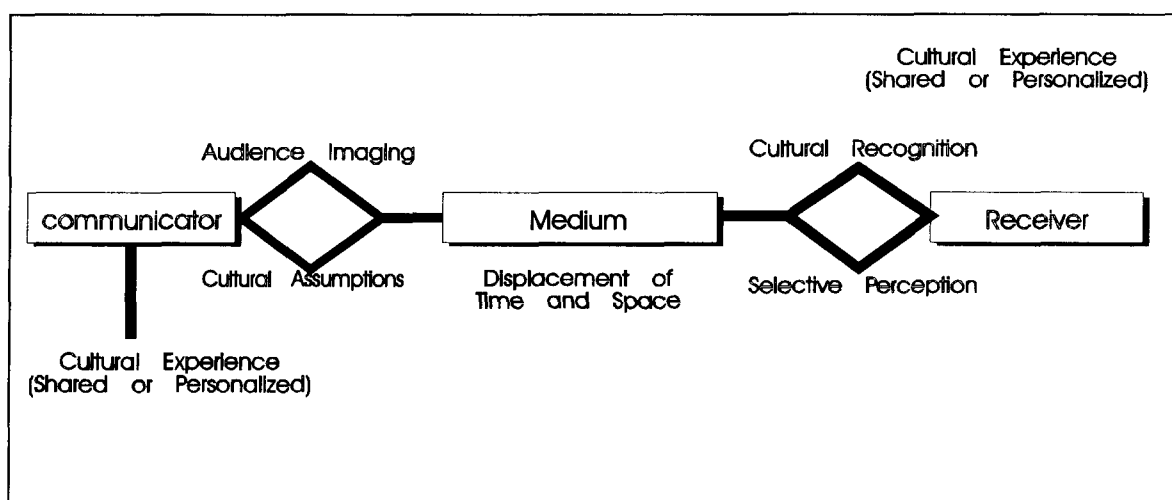 Cultural Experience
(Shared or Personalized)
Audience Imaging
Cultural Recognition
communicator
Medium
Receiver
Cultural Assumptions
Displacement of
Time and Space
Selective Perception
Cultural Experience
(Shared or Personalized)